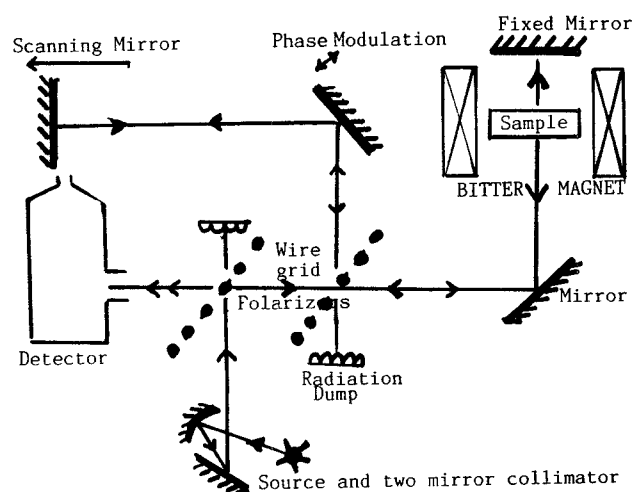 Fixed Mirror
Scanning Mirror
Phase Modulation
Sample
BITTER MAGNET
Wire
grid
Folarizers
Mirror
Detector
Radiation
Dump
Source and two mirror collimator